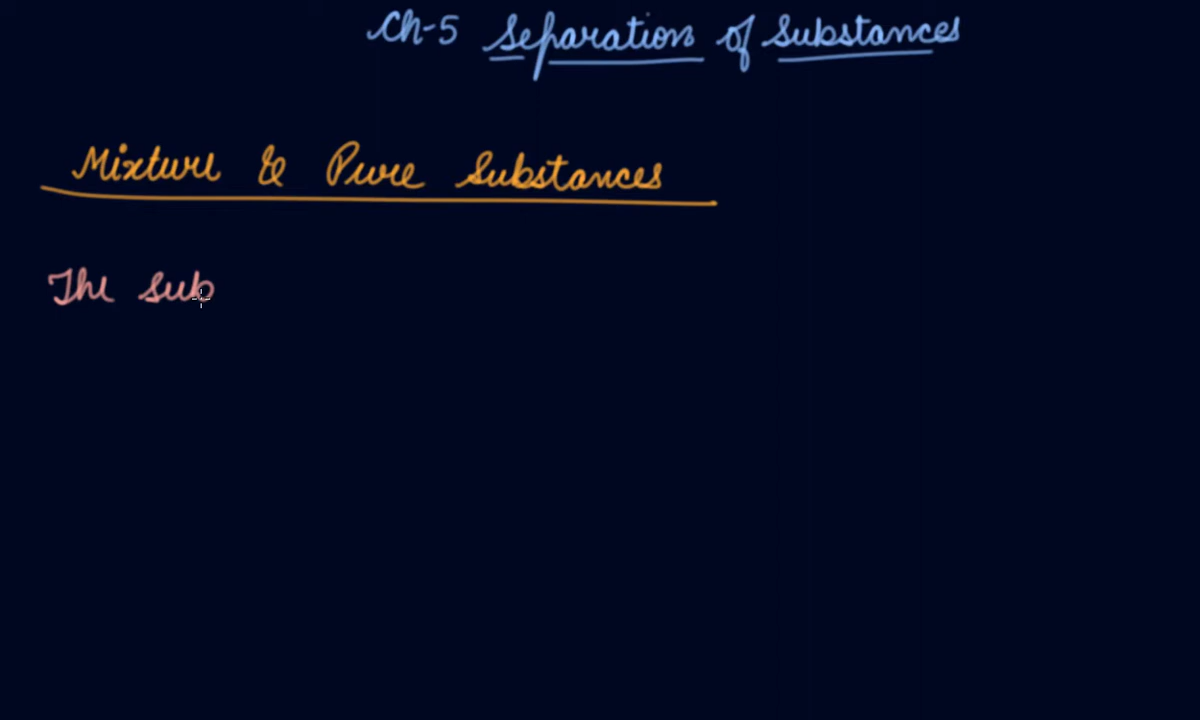 Ch-5 Separation of Substances
Mixture & Pure Substances
The Sub